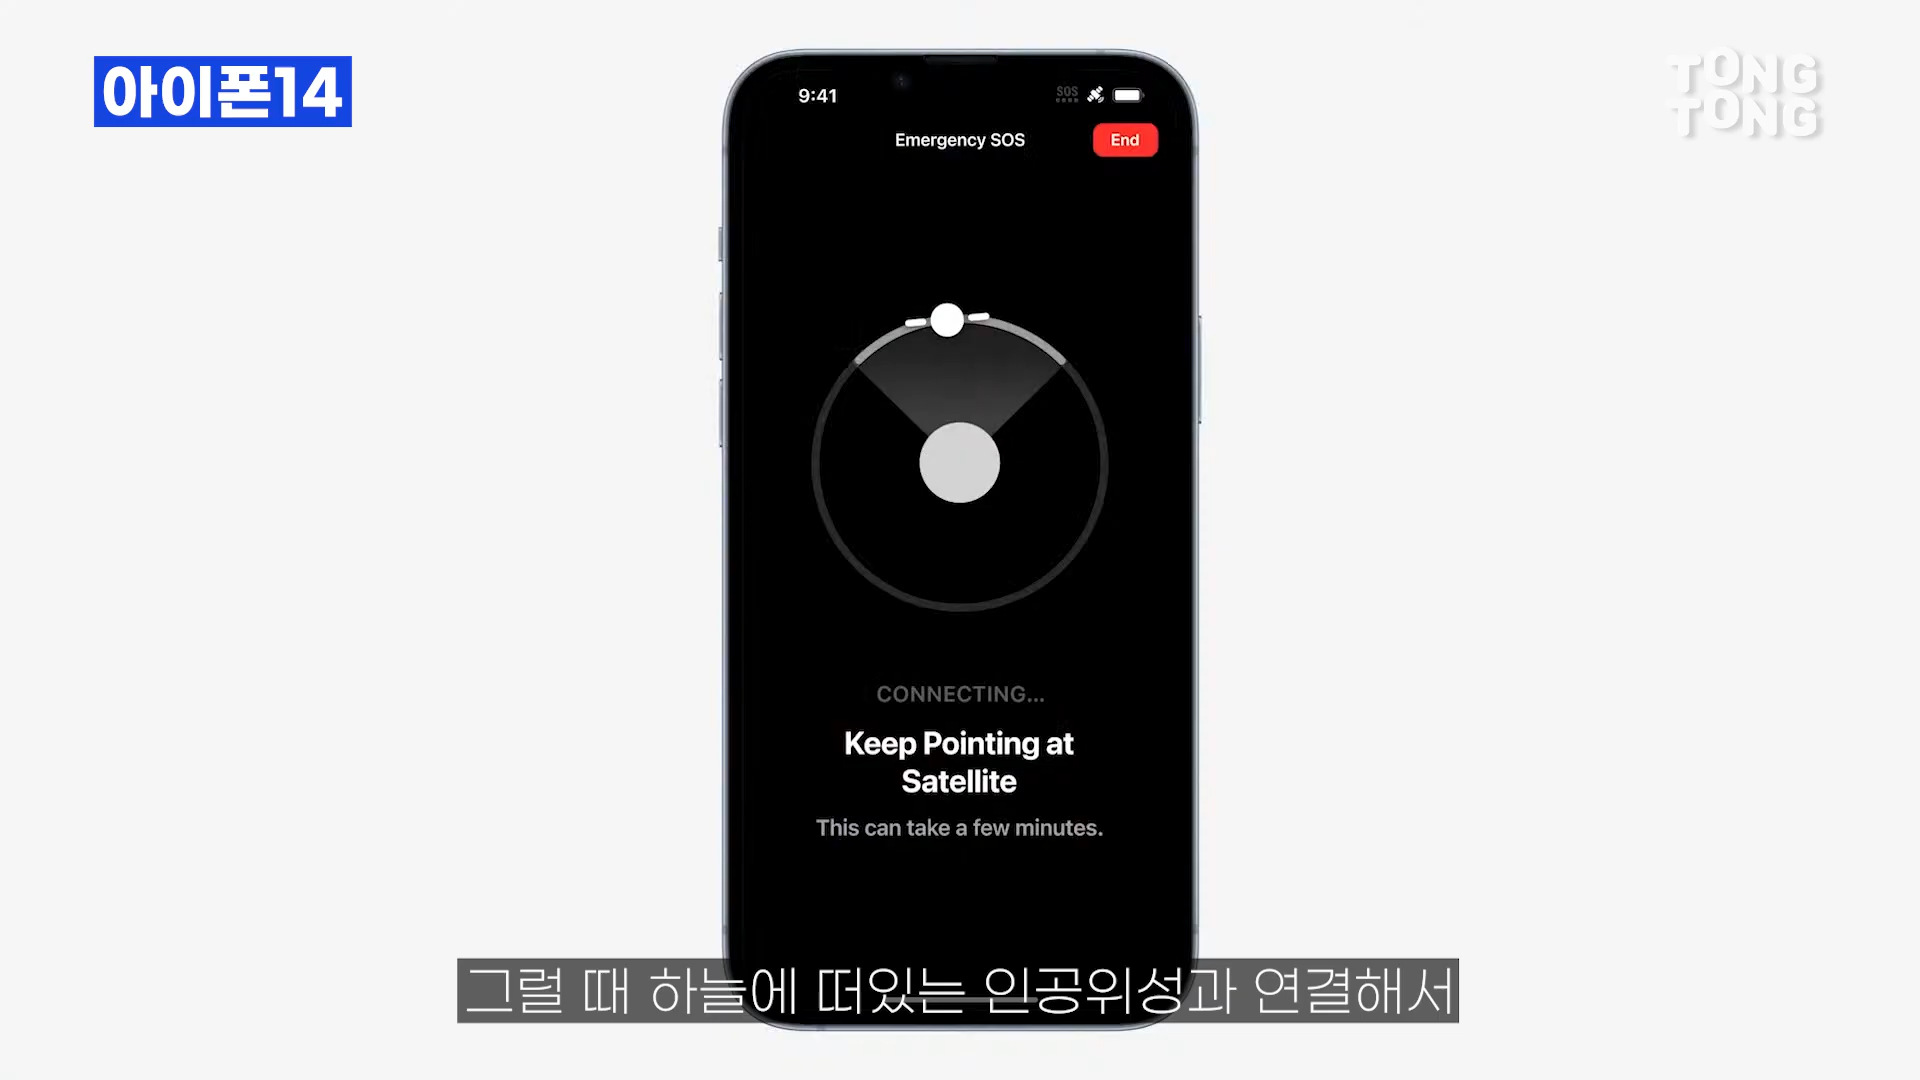 아이폰14
TONG
TONG
9:41
SOS
Emergency SOS
End
CONNECTING...
Keep Pointing at
Satellite
This can take a few minutes.
그럴 때 하늘에 떠있는 인공위성과 연결해서